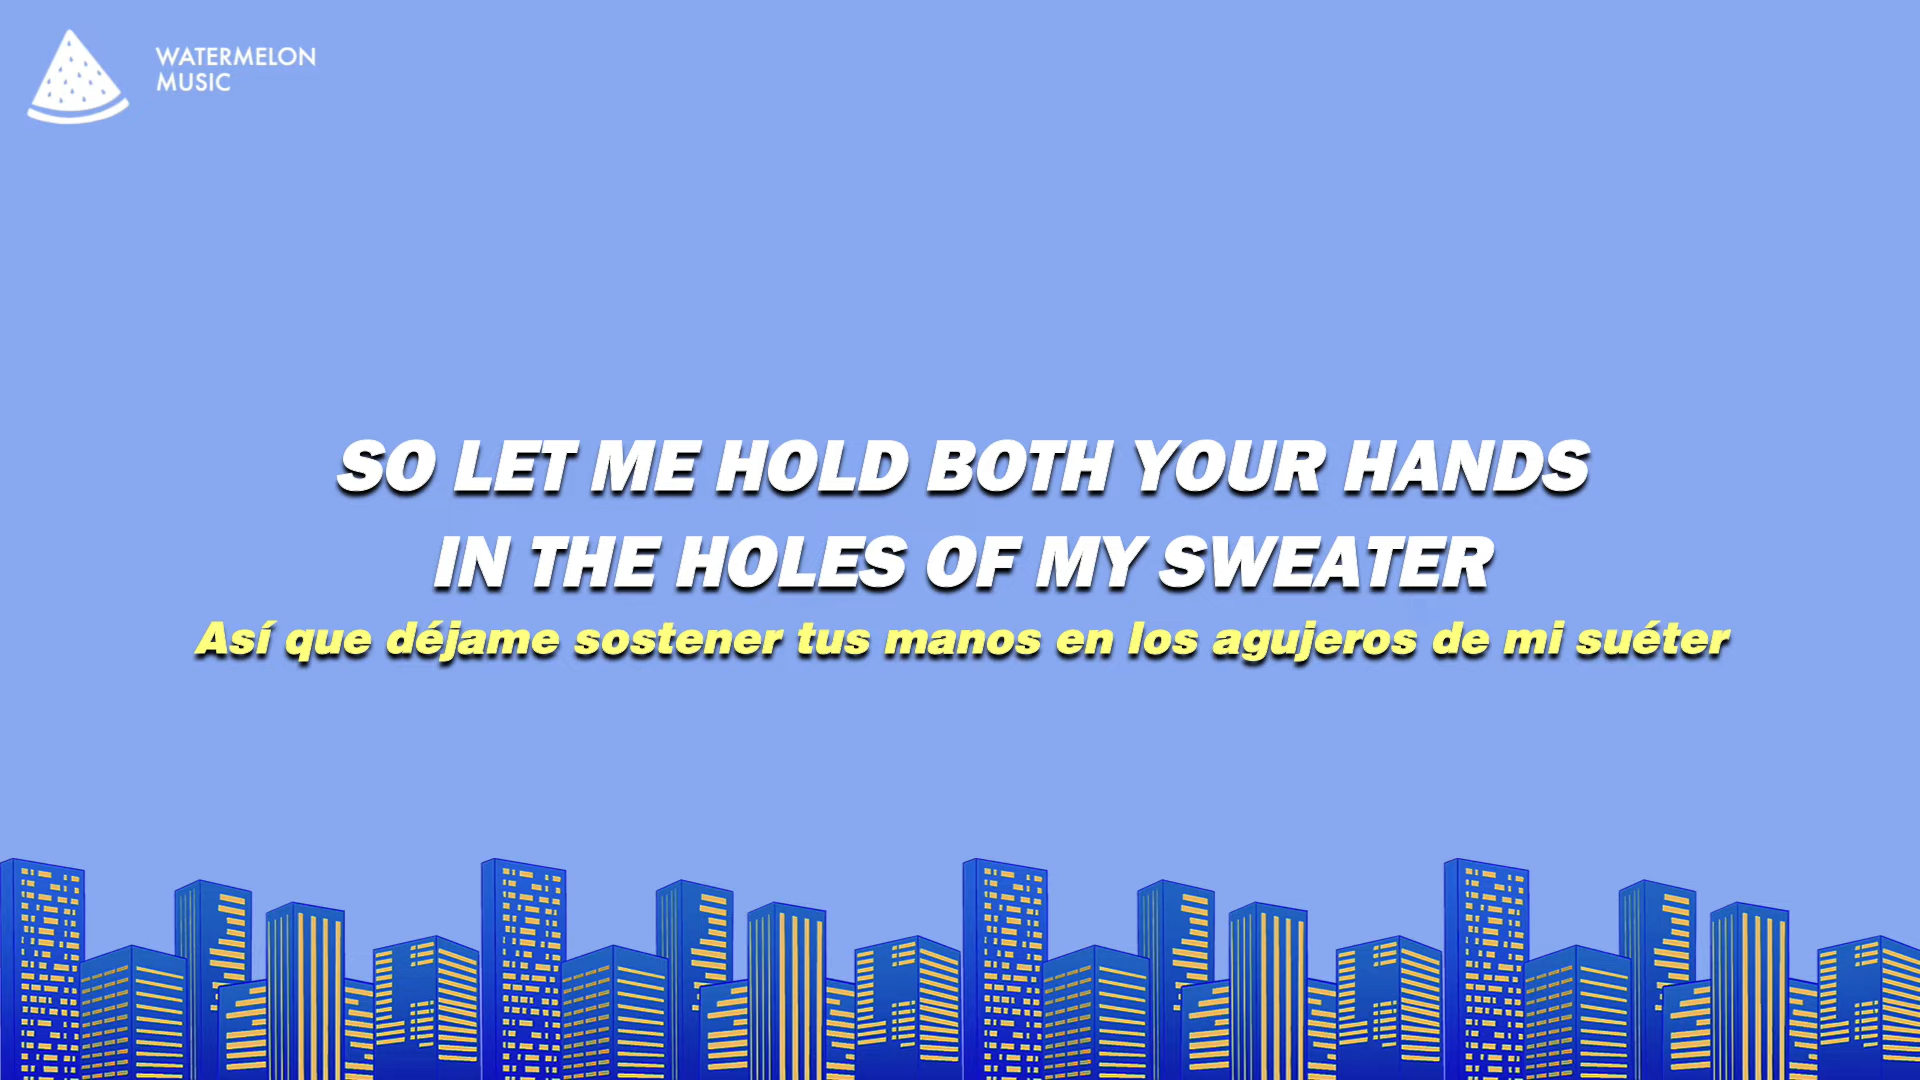 WATERMELON
MUSIC
SO LET ME HOLD BOTH YOUR HANDS
IN THE HOLES OF MY SWEATER
Así que déjame sostener tus manos en los agujeros de mi suéter